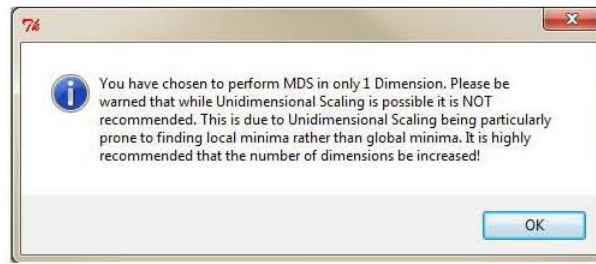 You have chosen to perform MDS in only 1 Dimension. Please be
warned that while Unidimensional Scaling is possible it is NOT
recommended. This is due to Unidimensional Scaling being particularly
prone to finding local minima rather than global minima. It is highly
recommended that the number of dimensions be increased!
OK